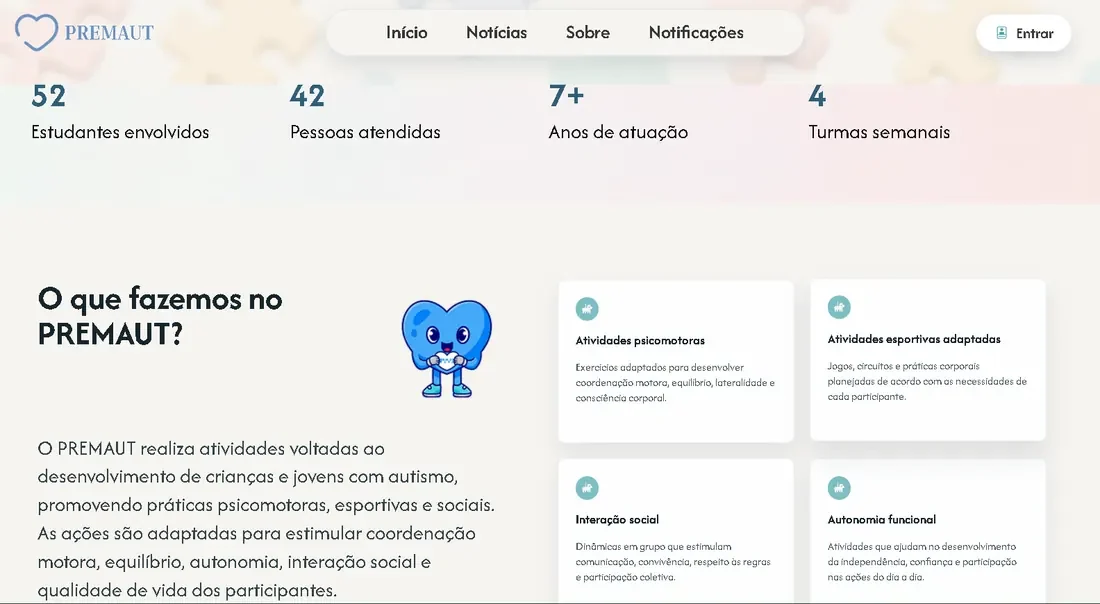 PREMAUT
Início Notícias Sobre Notificações
Entrar
52 42 7+ 4
Estudantes envolvidos Pessoas atendidas Anos de atuação Turmas semanais
O que fazemos no
PREMAUT?
O PREMAUT realiza atividades voltadas ao
desenvolvimento de crianças e jovens com autismo,
promovendo práticas psicomotoras, esportivas e sociais.
As ações são adaptadas para estimular coordenação
motora, equilíbrio, autonomia, interação social e
qualidade de vida dos participantes.
Atividades psicomotoras
Exercícios adaptados para desenvolver
coordenação motora, equilíbrio, lateralidade e
consciência corporal.
Atividades esportivas adaptadas
Jogos, circuitos e práticas corporais
planejadas de acordo com as necessidades de
cada participante.
Interação social
Dinâmicas em grupo que estimulam
comunicação, convivência, respeito às regras
e participação coletiva.
Autonomia funcional
Atividades que ajudam no desenvolvimento
da independência, confiança e participação
nas ações do dia a dia.